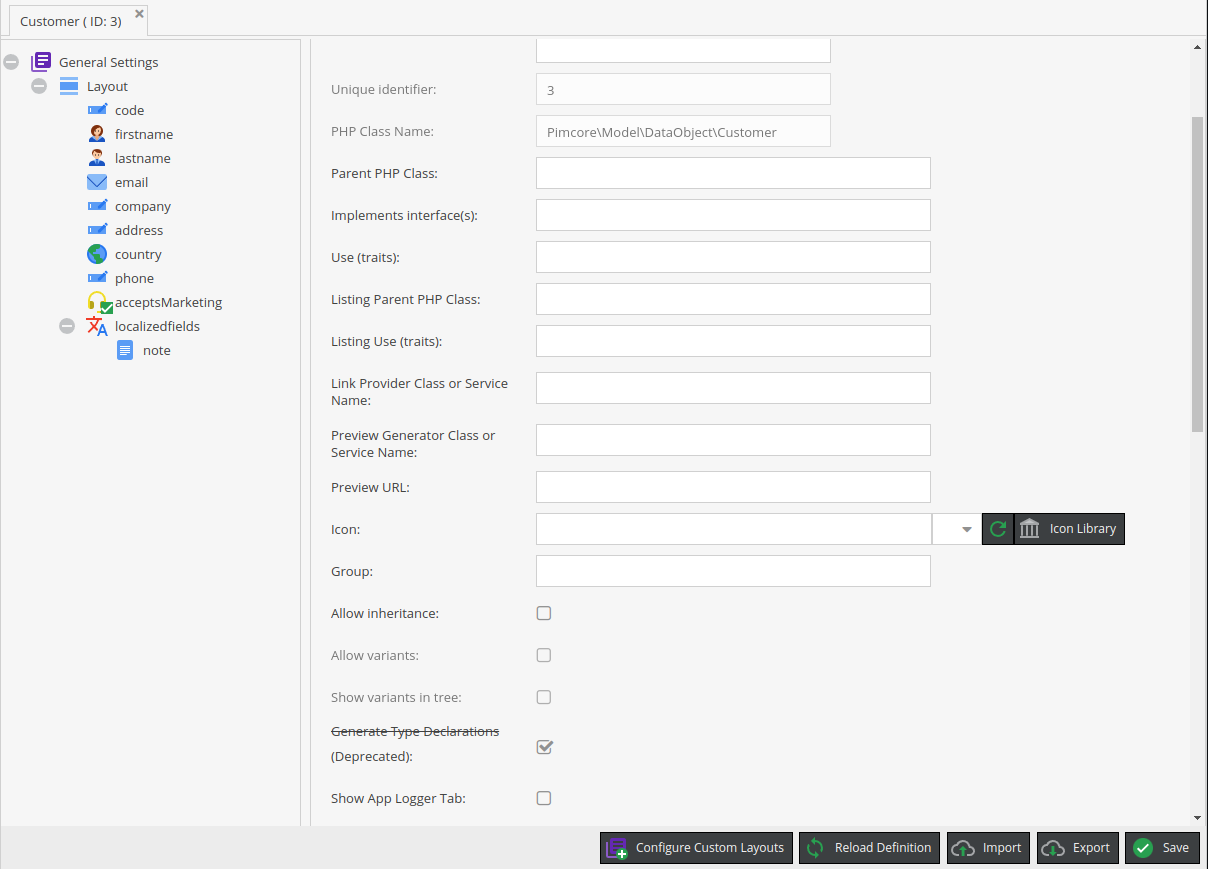 Customer ( ID: 3)
General Settings
Layout
code
firstname
lastname
email
company
address
country
phone
acceptsMarketing
localizedfields
note
Unique identifier:
3
PHP Class Name:
Pimcore\Model\DataObject\Customer
Parent PHP Class:
Implements interface(s):
Use (traits):
Listing Parent PHP Class:
Listing Use (traits):
Link Provider Class or Service
Name:
Preview Generator Class or
Service Name:
Preview URL:
Icon:
Icon Library
Group:
Allow inheritance:
Allow variants:
Show variants in tree:
Generate Type Declarations
(Deprecated):
Show App Logger Tab:
Configure Custom Layouts
Reload Definition
Import
Export
Save